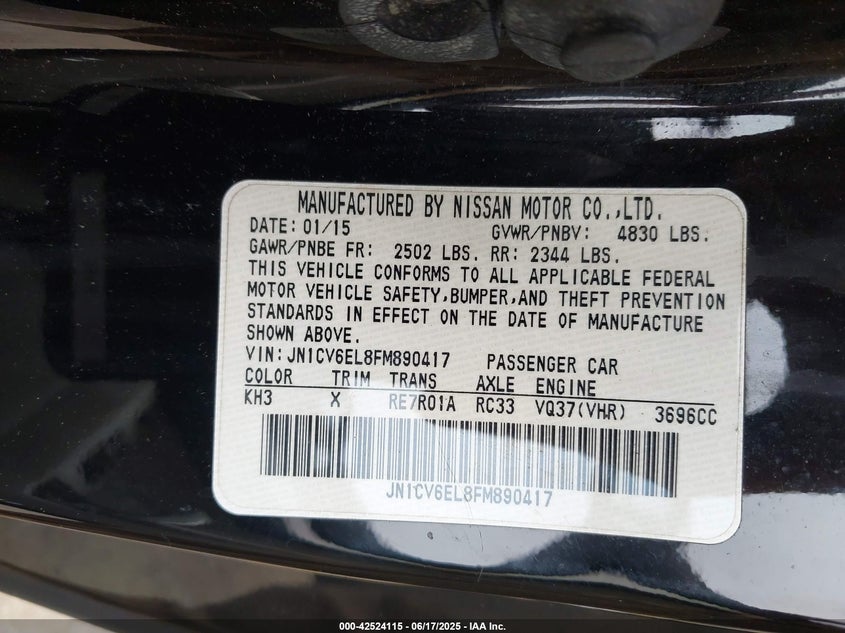 MANUFACTURED BY NISSAN MOTOR CO.,LTD.
DATE: 01/15 GVWR/PNBV: 4830 LBS.
GAWR/PNBE FR: 2502 LBS. RR: 2344 LBS.
THIS VEHICLE CONFORMS TO ALL APPLICABLE FEDERAL
MOTOR VEHICLE SAFETY,BUMPER,AND THEFT PREVENTION
STANDARDS IN EFFECT ON THE DATE OF MANUFACTURE
SHOWN ABOVE.
VIN:JN1CV6EL8FM890417 PASSENGER CAR
COLOR TRIM TRANS AXLE ENGINE
KH3 X RE7R01A RC33 VQ37(VHR) 3696CC
JN1CV6EL8FM890417
000-42524115 - 06/17/2025 - IAA Inc.